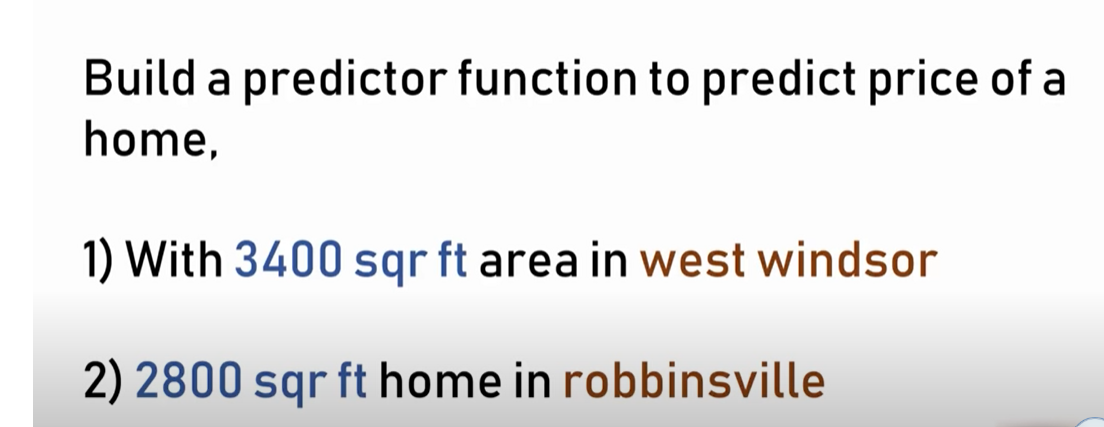 Build a predictor function to predict price of a
home,
1) With 3400 sqr ft area in west windsor
2) 2800 sqr ft home in robbinsville